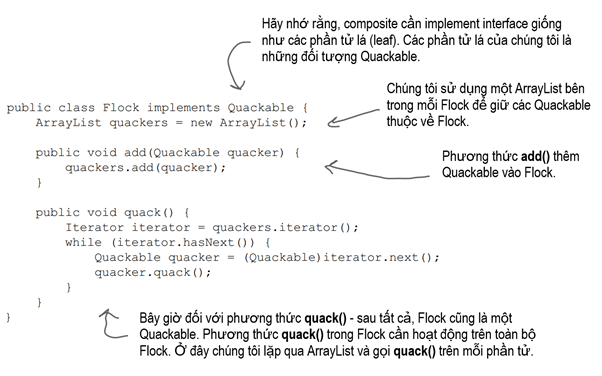 Hãy nhớ rằng, composite cần implement interface giống
như các phần tử lá (leaf). Các phần tử lá của chúng tôi là
những đối tượng Quackable.
public class Flock implements Quackable {
    ArrayList quackers = new ArrayList();
Chúng tôi sử dụng một ArrayList bên
trong mỗi Flock để giữ các Quackable
thuộc về Flock.
    public void add(Quackable quacker) {
        quackers.add(quacker);
    }
Phương thức add() thêm
Quackable vào Flock.
    public void quack() {
        Iterator iterator = quackers.iterator();
        while (iterator.hasNext()) {
            Quackable quacker = (Quackable)iterator.next();
            quacker.quack();
        }
    }
}
Bây giờ đối với phương thức quack() - sau tất cả, Flock cũng là một
Quackable. Phương thức quack() trong Flock cần hoạt động trên toàn bộ
Flock. Ở đây chúng tôi lặp qua ArrayList và gọi quack() trên mỗi phần tử.